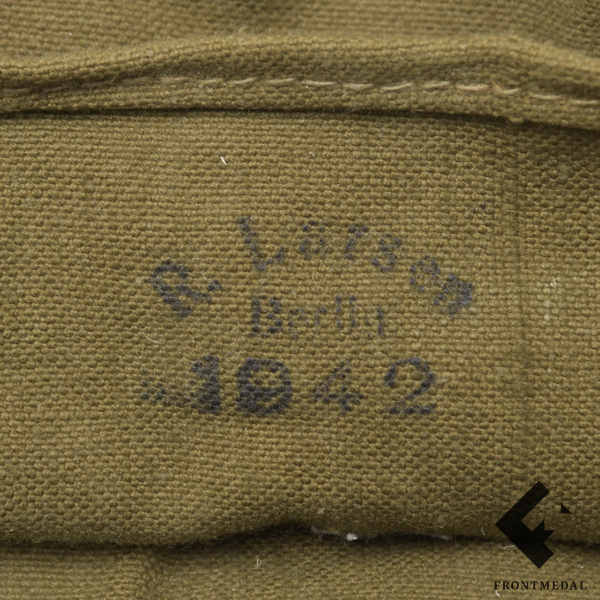 R. Larsen
Berlin
1942
FRONTMEDAL